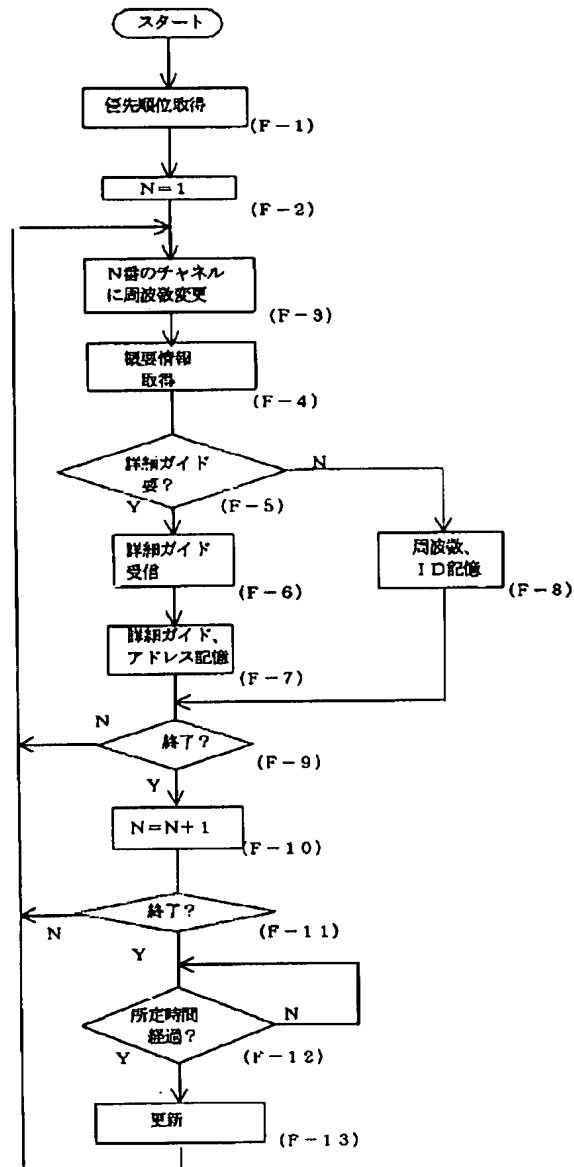 スタート
優先順位取得
(F-1)
N=1
(F-2)
N番のチャネル
に周波数変更
(F-3)
概要情報
取得
(F-4)
詳細ガイド
要?
N
Y
(F-5)
詳細ガイド
受信
(F-6)
周波数、
ID記憶
(F-8)
詳細ガイド、
アドレス記憶
(F-7)
N
終了?
(F-9)
Y
N=N+1
(F-10)
終了?
N
(F-11)
Y
所定時間
経過?
N
Y
(F-12)
更新
(F-13)